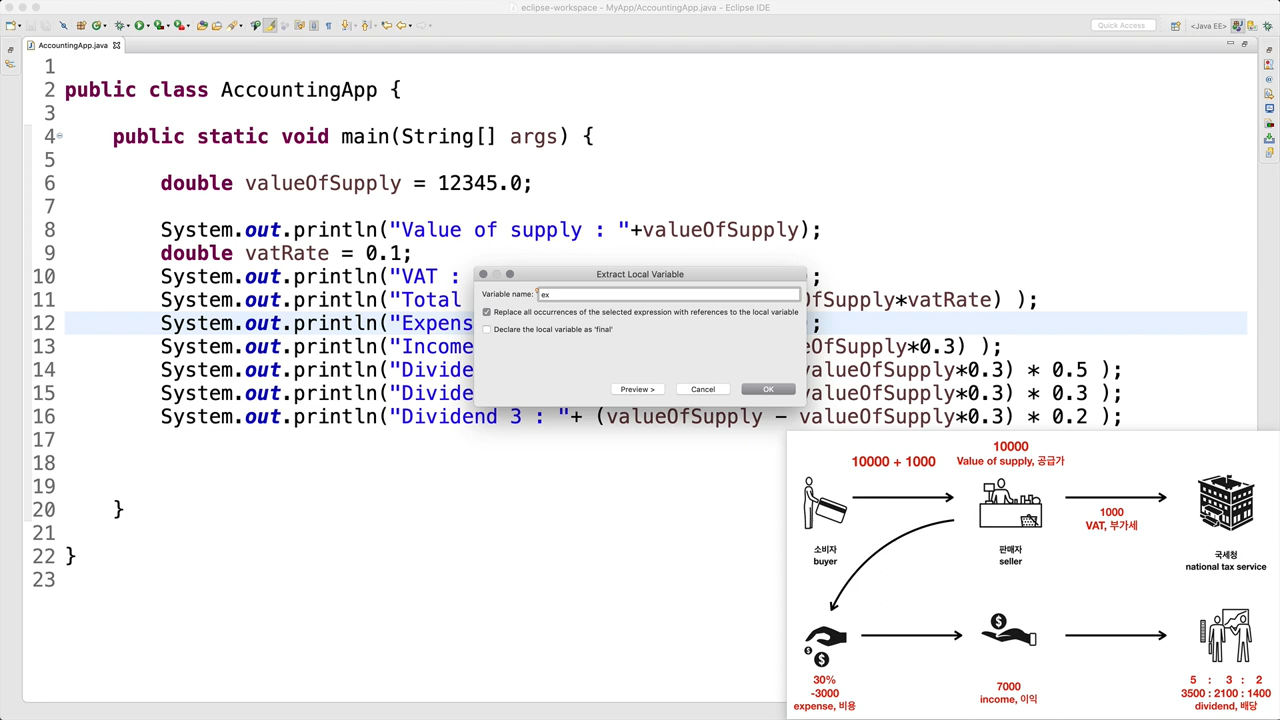 eclipse-workspace - MyApp/AccountingApp.java - Eclipse IDE
Quick Access
<Java EE>
AccountingApp.java
1
2 public class AccountingApp {
3
4 public static void main(String[] args) {
5
6 double valueOfSupply = 12345.0;
7
8 System.out.println("Value of supply : "+valueOfSupply);
9 double vatRate = 0.1;
10 System.out.println("VAT : ;
11 System.out.println("Total OfSupply*vatRate) );
12 System.out.println("Expens ;
13 System.out.println("Income eOfSupply*0.3) );
14 System.out.println("Divide valueOfSupply*0.3) * 0.5 );
15 System.out.println("Divide valueOfSupply*0.3) * 0.3 );
16 System.out.println("Dividend 3 : "+ (valueOfSupply - valueOfSupply*0.3) * 0.2 );
17
18
19
20 }
21
22 }
23
Extract Local Variable
Variable name: ex
Replace all occurrences of the selected expression with references to the local variable
Declare the local variable as 'final'
Preview > Cancel OK
10000 + 1000
10000
Value of supply, 공급가
1000
VAT, 부가세
소비자
buyer
판매자
seller
국세청
national tax service
30%
-3000
expense, 비용
7000
income, 이익
5 : 3 : 2
3500 : 2100 : 1400
dividend, 배당